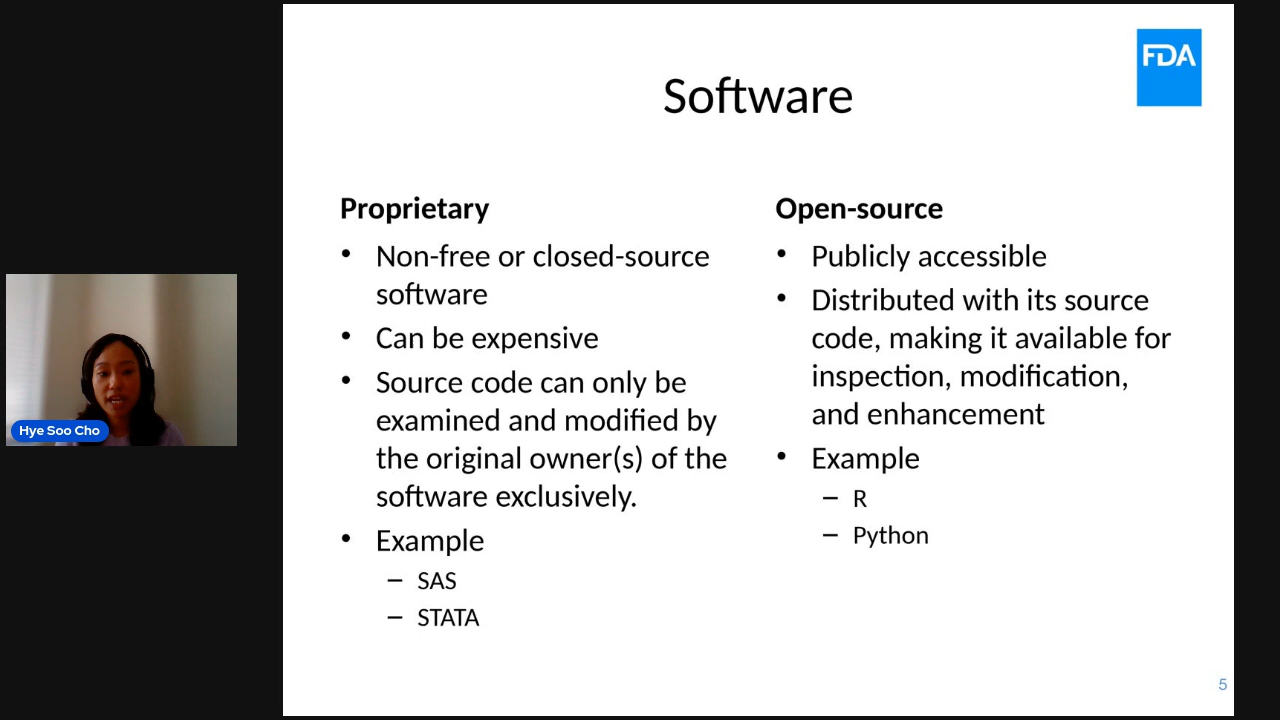 FDA
Software
Proprietary
• Non-free or closed-source
software
• Can be expensive
• Source code can only be
examined and modified by
the original owner(s) of the
software exclusively.
• Example
– SAS
– STATA
Open-source
• Publicly accessible
• Distributed with its source
code, making it available for
inspection, modification,
and enhancement
• Example
– R
– Python
Hye Soo Cho
5